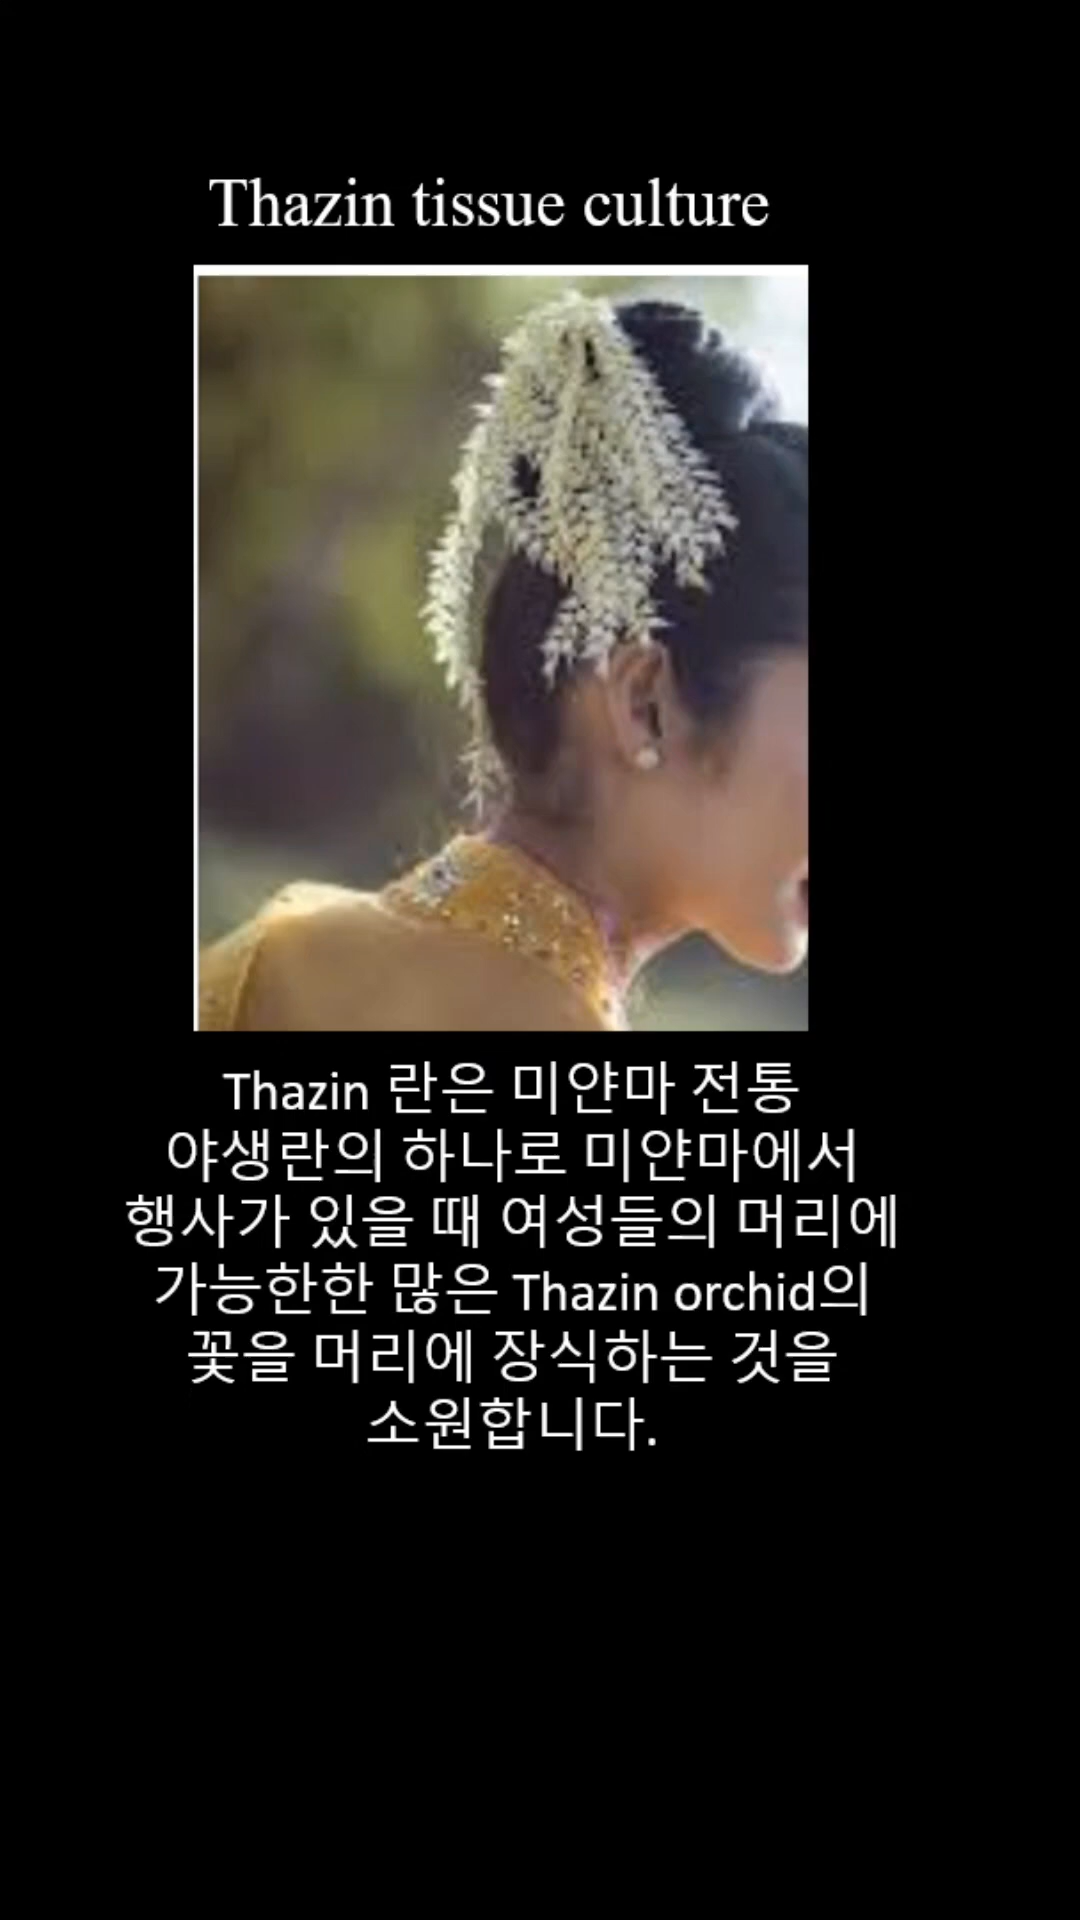 Thazin tissue culture
Thazin 란은 미얀마 전통
야생란의 하나로 미얀마에서
행사가 있을 때 여성들의 머리에
가능한한 많은 Thazin orchid의
꽃을 머리에 장식하는 것을
소원합니다.